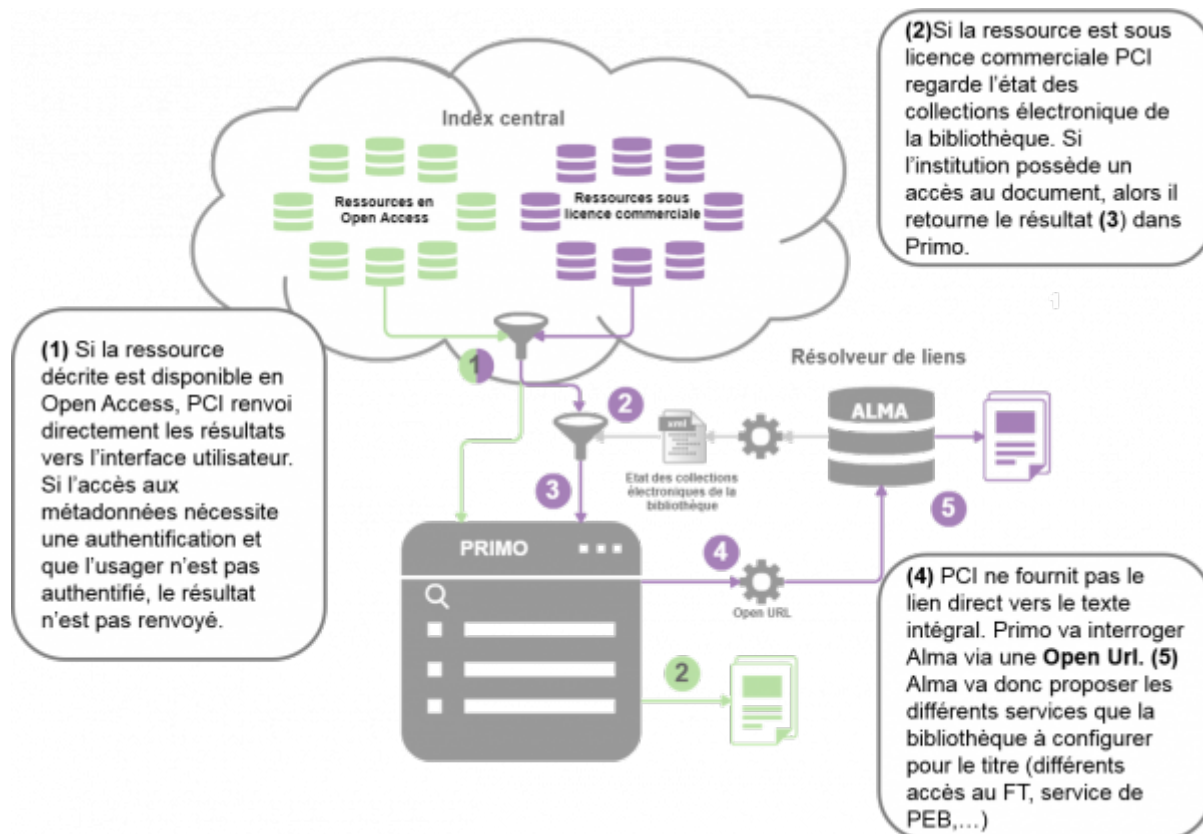 (2)Si la ressource est sous
licence commerciale PCI
regarde l'état des
collections électronique de
la bibliothèque. Si
l'institution possède un
accès au document, alors il
retourne le résultat (3) dans
Primo.
Index central
Ressources en
Open Access
Ressources sous
licence commerciale
(1) Si la ressource
décrite est disponible en
Open Access, PCI renvoi
directement les résultats
vers l'interface utilisateur.
Si l'accès aux
métadonnées nécessite
une authentification et
que l'usager n'est pas
authentifié, le résultat
n'est pas renvoyé.
1
Résolveur de liens
2
xml
ALMA
Etat des collections
électroniques de la
bibliothèque
3
5
PRIMO
4
Open URL
2
(4) PCI ne fournit pas le
lien direct vers le texte
intégral. Primo va interroger
Alma via une Open Url. (5)
Alma va donc proposer les
différents services que la
bibliothèque à configurer
pour le titre (différents
accès au FT, service de
PEB,…)